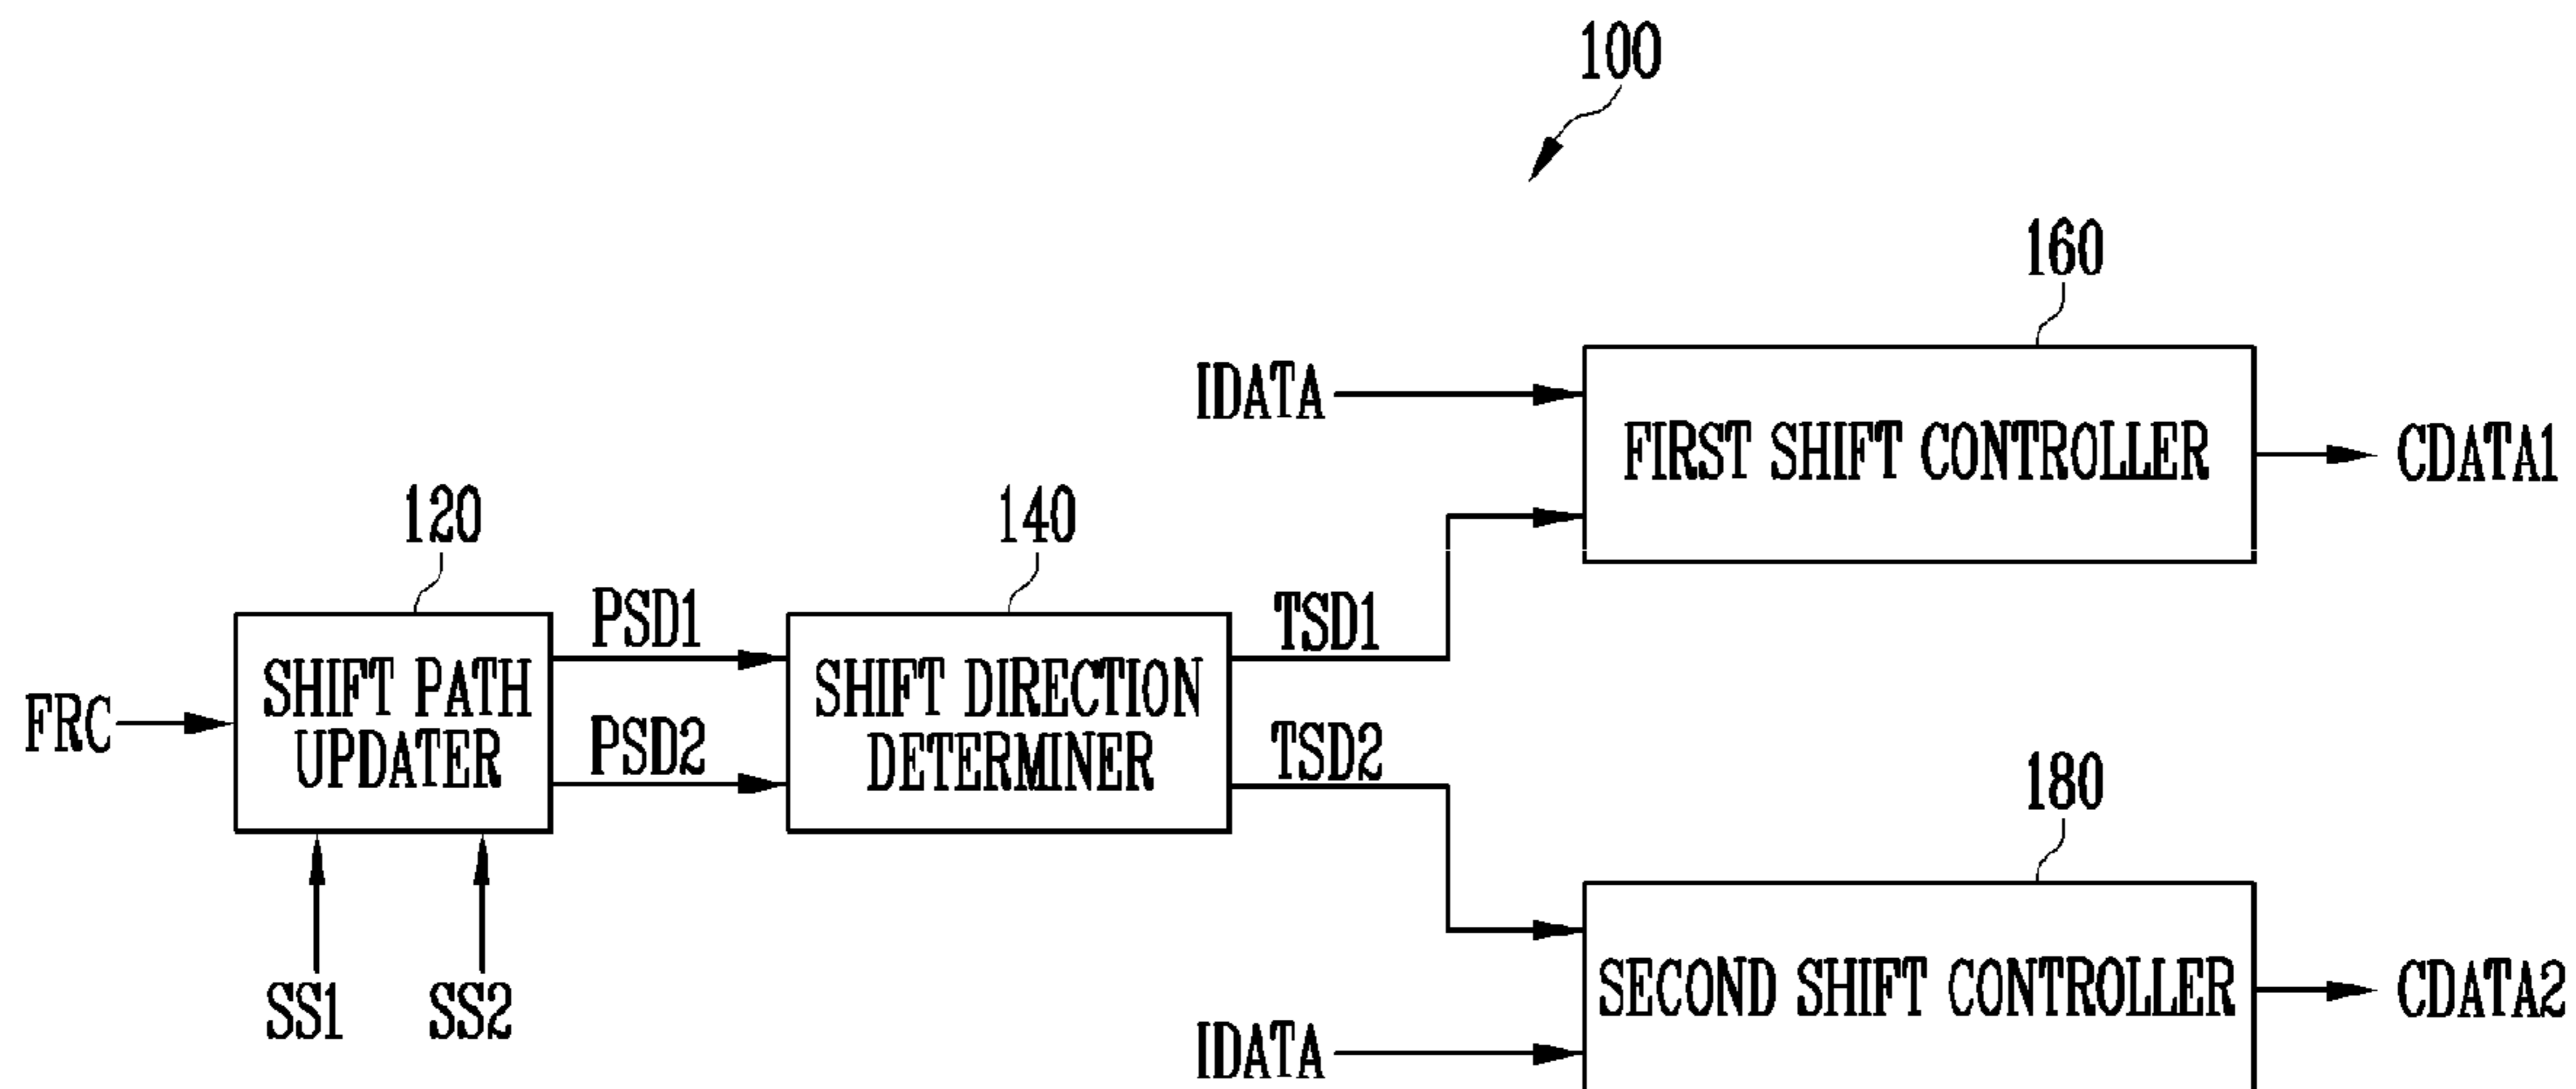 100
160
IDATA
FIRST SHIFT CONTROLLER
CDATA1
120
140
PSD1
TSD1
FRC
SHIFT PATH
UPDATER
SHIFT DIRECTION
DETERMINER
PSD2
TSD2
180
SS1
SS2
SECOND SHIFT CONTROLLER
CDATA2
IDATA